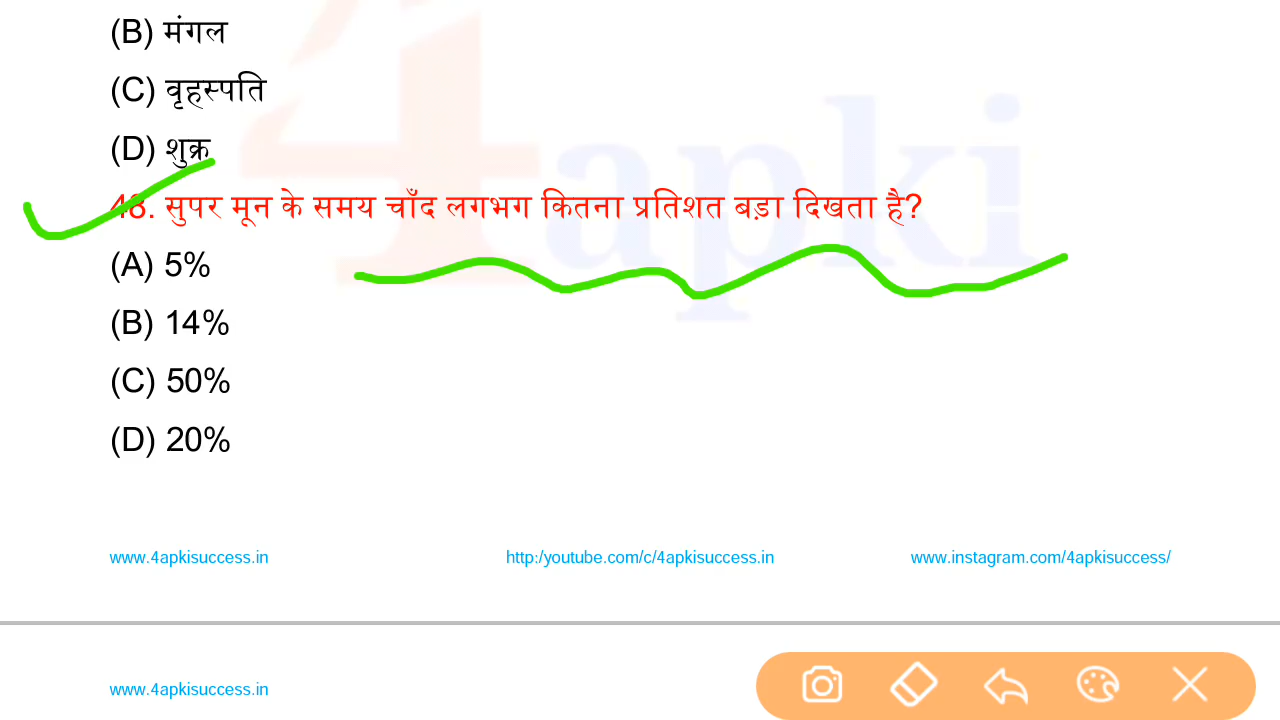 (B) मंगल
(C) वृहस्पति
(D) शुक्र
48. सुपर मून के समय चाँद लगभग कितना प्रतिशत बड़ा दिखता है?
(A) 5%
(B) 14%
(C) 50%
(D) 20%
4apki
www.4apkisuccess.in http:/youtube.com/c/4apkisuccess.in www.instagram.com/4apkisuccess/
www.4apkisuccess.in